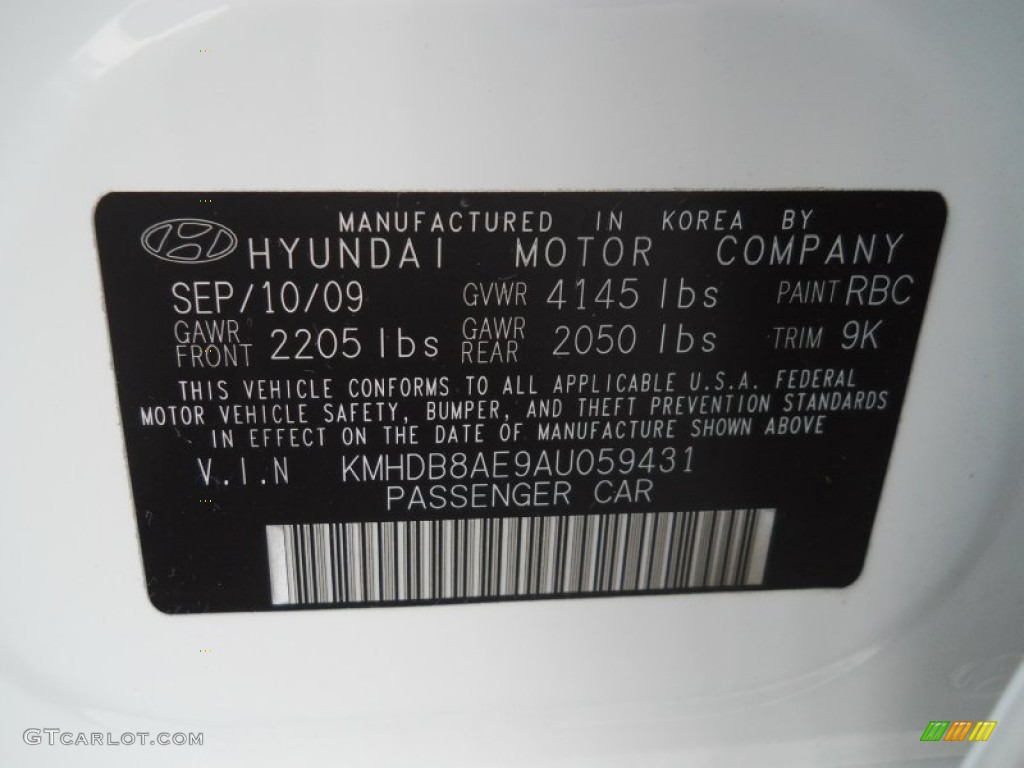 MANUFACTURED IN KOREA BY
HYUNDAI MOTOR COMPANY
SEP/10/09 GVWR 4145 lbs PAINT RBC
GAWR FRONT 2205 lbs GAWR REAR 2050 lbs TRIM 9K
THIS VEHICLE CONFORMS TO ALL APPLICABLE U.S.A. FEDERAL
MOTOR VEHICLE SAFETY, BUMPER, AND THEFT PREVENTION STANDARDS
IN EFFECT ON THE DATE OF MANUFACTURE SHOWN ABOVE
V.I.N KMHDB8AE9AU059431
PASSENGER CAR
GTCARLOT.COM